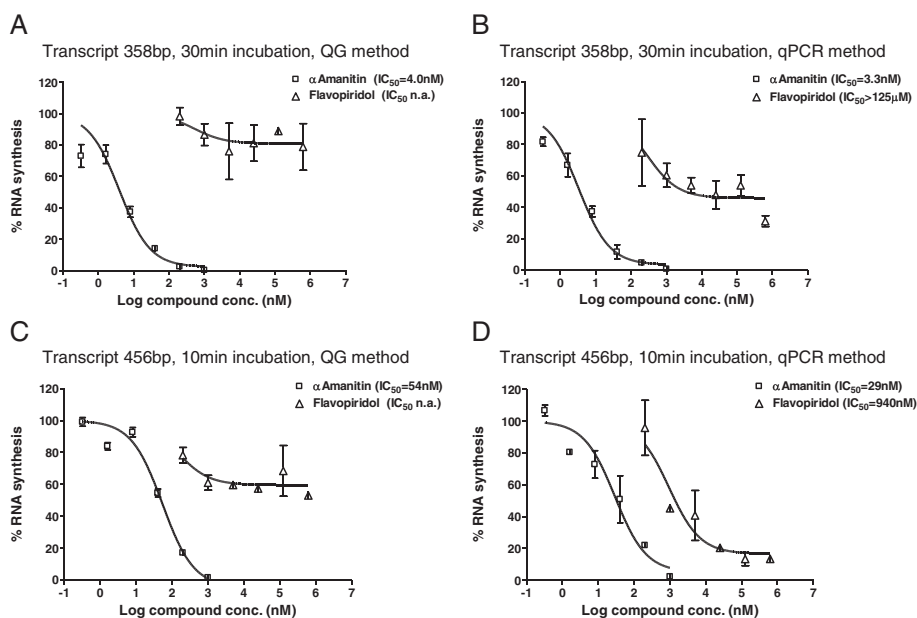 A
Transcript 358bp, 30min incubation, QG method
αAmanitin (IC50=4.0nM)
Flavopiridol (IC50 n.a.)
120
100
80
60
40
20
0
% RNA synthesis
-1 0 1 2 3 4 5 6 7
Log compound conc. (nM)
B
Transcript 358bp, 30min incubation, qPCR method
αAmanitin (IC50=3.3nM)
Flavopiridol (IC50>125µM)
120
100
80
60
40
20
0
% RNA synthesis
-1 0 1 2 3 4 5 6 7
Log compound conc. (nM)
C
Transcript 456bp, 10min incubation, QG method
αAmanitin (IC50=54nM)
Flavopiridol (IC50 n.a.)
120
100
80
60
40
20
0
% RNA synthesis
-1 0 1 2 3 4 5 6 7
Log compound conc. (nM)
D
Transcript 456bp, 10min incubation, qPCR method
αAmanitin (IC50=29nM)
Flavopiridol (IC50=940nM)
120
100
80
60
40
20
0
% RNA synthesis
-1 0 1 2 3 4 5 6 7
Log compound conc. (nM)